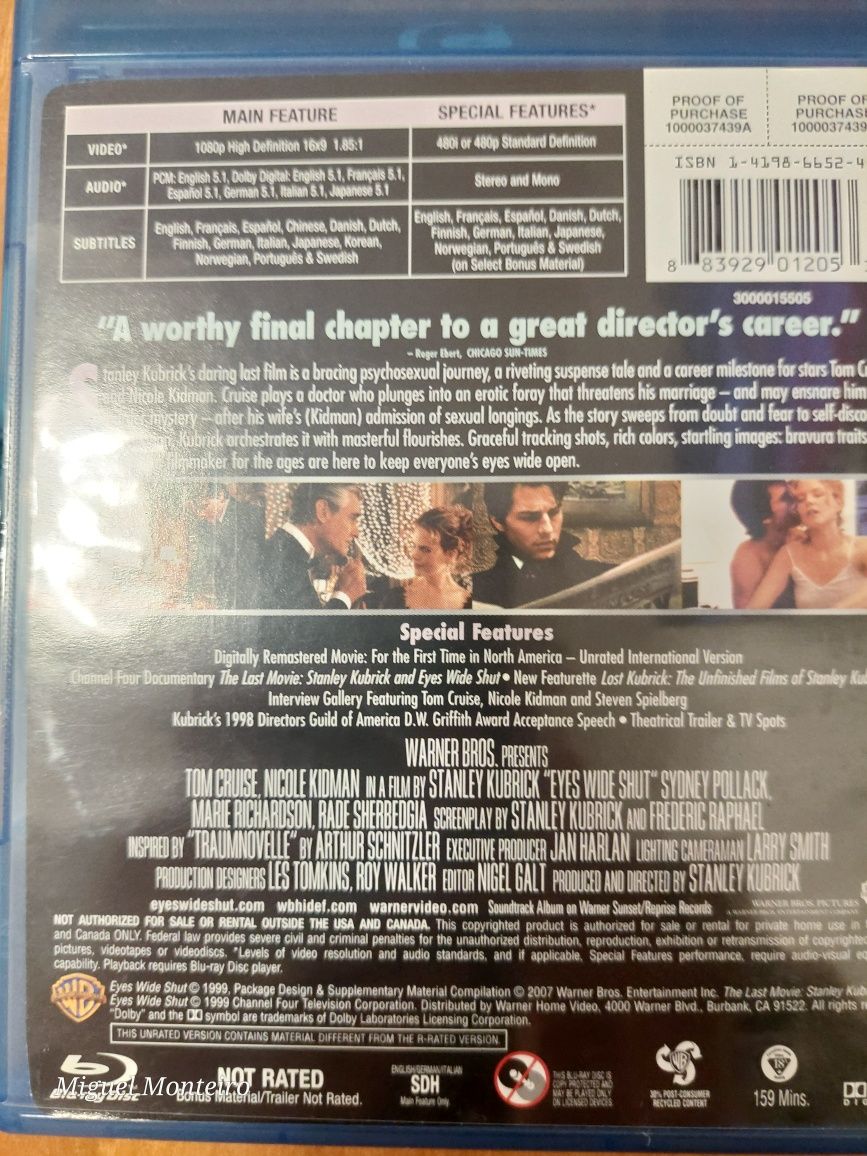 MAIN FEATURE SPECIAL FEATURES*
VIDEO* 1080p High Definition 16x9 1.85:1 480i or 480p Standard Definition
AUDIO* PCM: English 5.1, Dolby Digital: English 5.1, Français 5.1,
Español 5.1, German 5.1, Italian 5.1, Japanese 5.1
Stereo and Mono
SUBTITLES English, Français, Español, Chinese, Danish, Dutch,
Finnish, German, Italian, Japanese, Korean,
Norwegian, Português & Swedish
English, Français, Español, Danish, Dutch,
Finnish, German, Italian, Japanese,
Norwegian, Português & Swedish
(on Select Bonus Material)
PROOF OF
PURCHASE
1000037439A
PROOF OF
PURCHAS
100003743
ISBN 1-4198-6652-4
8 83929 01205
3000015505
"A worthy final chapter to a great director's career."
– Roger Ebert, CHICAGO SUN-TIMES
Stanley Kubrick's daring last film is a bracing psychosexual journey, a riveting suspense tale and a career milestone for stars Tom
and Nicole Kidman. Cruise plays a doctor who plunges into an erotic foray that threatens his marriage – and may ensnare him
mystery – after his wife's (Kidman) admission of sexual longings. As the story sweeps from doubt and fear to self-
Kubrick orchestrates it with masterful flourishes. Graceful tracking shots, rich colors, startling images: bravura
filmmaker for the ages are here to keep everyone's eyes wide open.
Special Features
Digitally Remastered Movie: For the First Time in North America – Unrated International Version
Channel Four Documentary The Last Movie: Stanley Kubrick and Eyes Wide Shut • New Featurette Lost Kubrick: The Unfinished Films of Stanley
Interview Gallery Featuring Tom Cruise, Nicole Kidman and Steven Spielberg
Kubrick's 1998 Directors Guild of America D.W. Griffith Award Acceptance Speech • Theatrical Trailer & TV Spots
WARNER BROS. PRESENTS
TOM CRUISE, NICOLE KIDMAN IN A FILM BY STANLEY KUBRICK "EYES WIDE SHUT" SYDNEY POLLACK,
MARIE RICHARDSON, RADE SHERBEDGIA SCREENPLAY BY STANLEY KUBRICK AND FREDERIC RAPHAEL
INSPIRED BY "TRAUMNOVELLE" BY ARTHUR SCHNITZLER EXECUTIVE PRODUCER JAN HARLAN LIGHTING CAMERAMAN LARRY SMITH
PRODUCTION DESIGNERS LES TOMKINS, ROY WALKER EDITOR NIGEL GALT PRODUCED AND DIRECTED BY STANLEY KUBRICK
eyeswideshut.com wbhidef.com warnervideo.com Soundtrack Album on Warner Sunset/Reprise Records
WARNER BROS. PICTURES
NOT AUTHORIZED FOR SALE OR RENTAL OUTSIDE THE USA AND CANADA. This copyrighted product is authorized for sale or rental for private home use in
and Canada ONLY. Federal law provides severe civil and criminal penalties for the unauthorized distribution, reproduction, exhibition or retransmission of
pictures, videotapes or videodiscs. *Levels of video resolution and audio standards, and if applicable, Special Features performance, require audio-visual
capability. Playback requires Blu-ray Disc player.
Eyes Wide Shut © 1999, Package Design & Supplementary Material Compilation © 2007 Warner Bros. Entertainment Inc. The Last Movie: Stanley
Eyes Wide Shut © 1999 Channel Four Television Corporation. Distributed by Warner Home Video, 4000 Warner Blvd., Burbank, CA 91522. All rights
"Dolby" and the DD symbol are trademarks of Dolby Laboratories Licensing Corporation.
THIS UNRATED VERSION CONTAINS MATERIAL DIFFERENT FROM THE R-RATED VERSION.
Miguel Monteiro
NOT RATED
Bonus Material/Trailer Not Rated.
ENGLISH/GERMAN/ITALIAN
SDH
Main Feature Only
THIS BLU-RAY DISC IS
COPY PROTECTED AND
MAY BE PLAYED ONLY
ON LICENSED DEVICES
30% POST-CONSUMER
RECYCLED CONTENT
18
159 Mins.